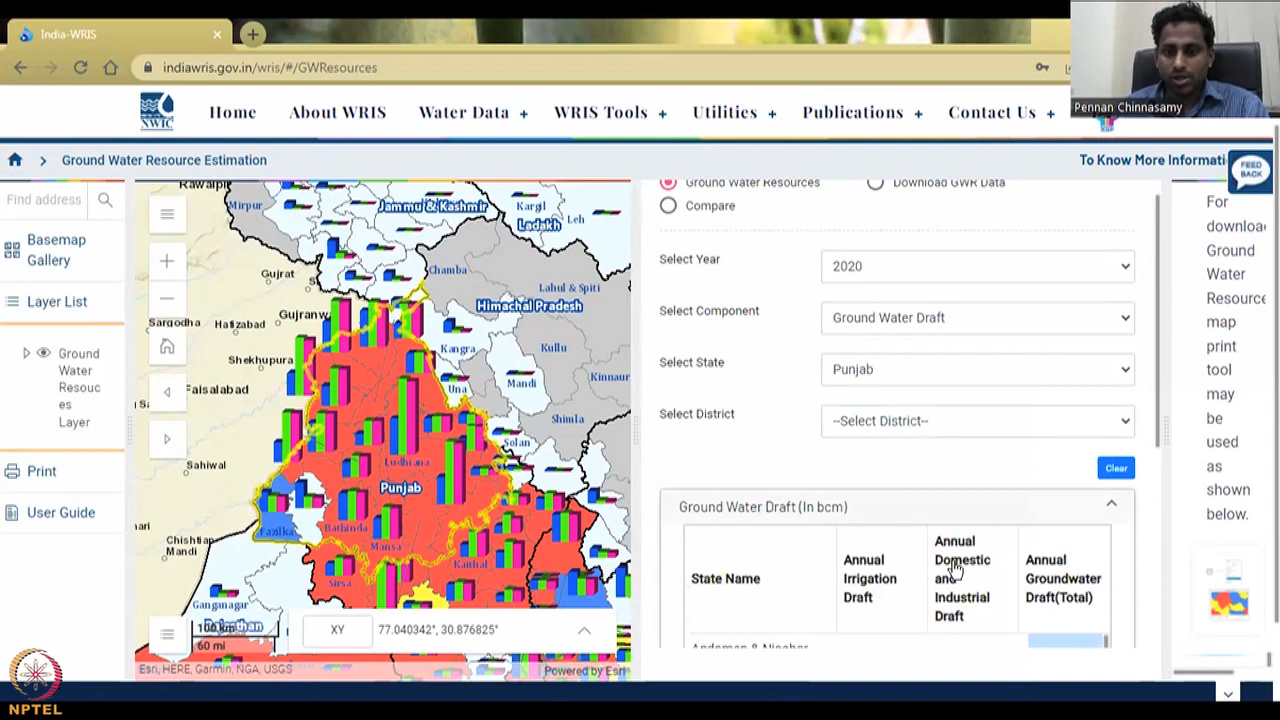 India-WRIS
indiawris.gov.in/wris/#/GWResources
Pennan Chinnasamy
NWIC
Home
About WRIS
Water Data +
WRIS Tools +
Utilities +
Publications +
Contact Us +
Ground Water Resource Estimation
To Know More Informati
FEED
BACK
Find address
Basemap
Gallery
Layer List
Ground
Water
Resouc
es
Layer
Print
User Guide
Mirpur
Jammu & Kashmir
Kargil
Leh
Ladakh
Gujrat
Chamba
Lahul & Spiti
Himachal Pradesh
Sargodha
Hafizabad
Gujranw
Kangra
Kullu
Shekhupura
Kinnaur
Faisalabad
Una
Mandi
Shimla
Solan
Sahiwal
Ludhiana
Punjab
Fazilka
Bathinda
Chishtian
Mandi
Mansa
Kaithal
Sirsa
Ganganagar
Rajasthan
100 km
60 mi
XY
77.040342°, 30.876825°
Esri, HERE, Garmin, NGA, USGS
Powered by Esri
Ground Water Resources
Download GWR Data
Compare
Select Year
2020
Select Component
Ground Water Draft
Select State
Punjab
Select District
--Select District--
Clear
Ground Water Draft (In bcm)
State Name
Annual
Irrigation
Draft
Annual
Domestic
and
Industrial
Draft
Annual
Groundwater
Draft(Total)
For
downloa
Ground
Water
Resource
map
print
tool
may
be
used
as
shown
below.
NPTEL